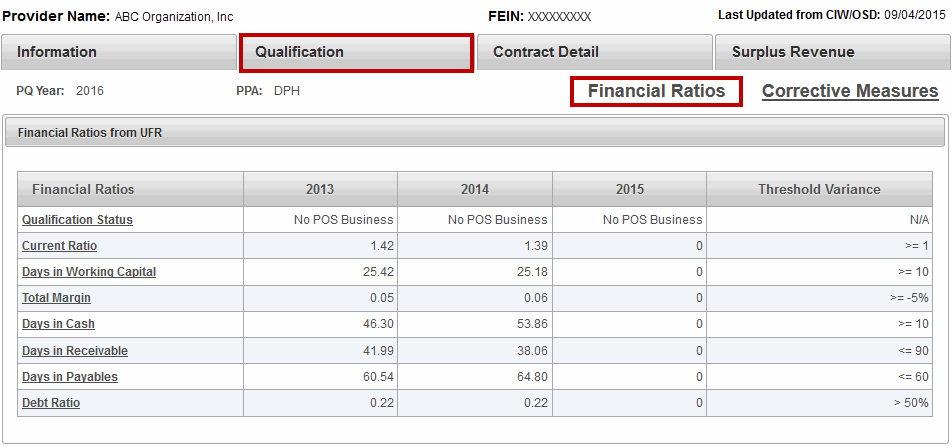 Provider Name: ABC Organization, Inc FEIN: XXXXXXXXX Last Updated from CIW/OSD: 09/04/2015
Information Qualification Contract Detail Surplus Revenue
PQ Year: 2016 PPA: DPH Financial Ratios Corrective Measures
Financial Ratios from UFR
Financial Ratios 2013 2014 2015 Threshold Variance
Qualification Status No POS Business No POS Business No POS Business N/A
Current Ratio 1.42 1.39 0 >= 1
Days in Working Capital 25.42 25.18 0 >= 10
Total Margin 0.05 0.06 0 >= -5%
Days in Cash 46.30 53.86 0 >= 10
Days in Receivable 41.99 38.06 0 <= 90
Days in Payables 60.54 64.80 0 <= 60
Debt Ratio 0.22 0.22 0 > 50%